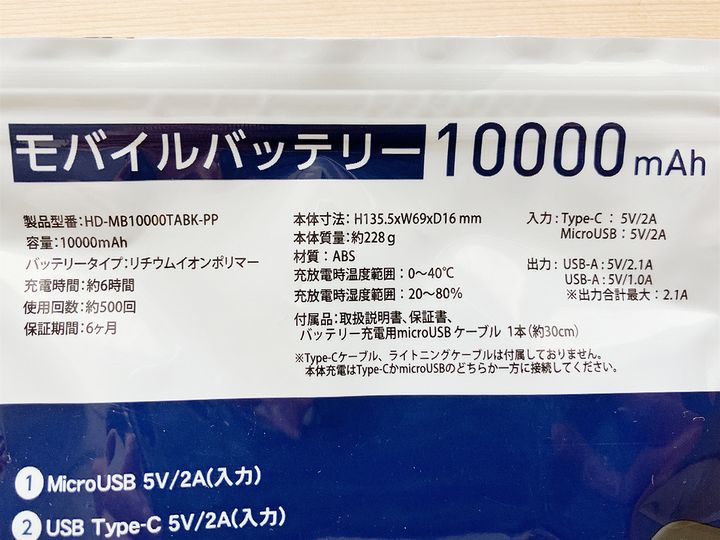 モバイルバッテリー10000mAh
製品型番:HD-MB10000TABK-PP
容量:10000mAh
バッテリータイプ:リチウムイオンポリマー
充電時間:約6時間
使用回数:約500回
保証期間:6ヶ月
本体寸法: H135.5xW69xD16 mm
本体質量:約228g
材質: ABS
充放電時温度範囲: 0〜40℃
充放電時湿度範囲: 20〜80%
付属品:取扱説明書、保証書、
バッテリー充電用microUSBケーブル 1本(約30cm)
※Type-Cケーブル、ライトニングケーブルは付属しておりません。
本体充電はType-CかmicroUSBのどちらか一方に接続してください。
入力: Type-C : 5V/2A
MicroUSB : 5V/2A
出力: USB-A : 5V/2.1A
USB-A : 5V/1.0A
※出力合計最大: 2.1A
① MicroUSB 5V/2A(入力)
② USB Type-C 5V/2A(入力)